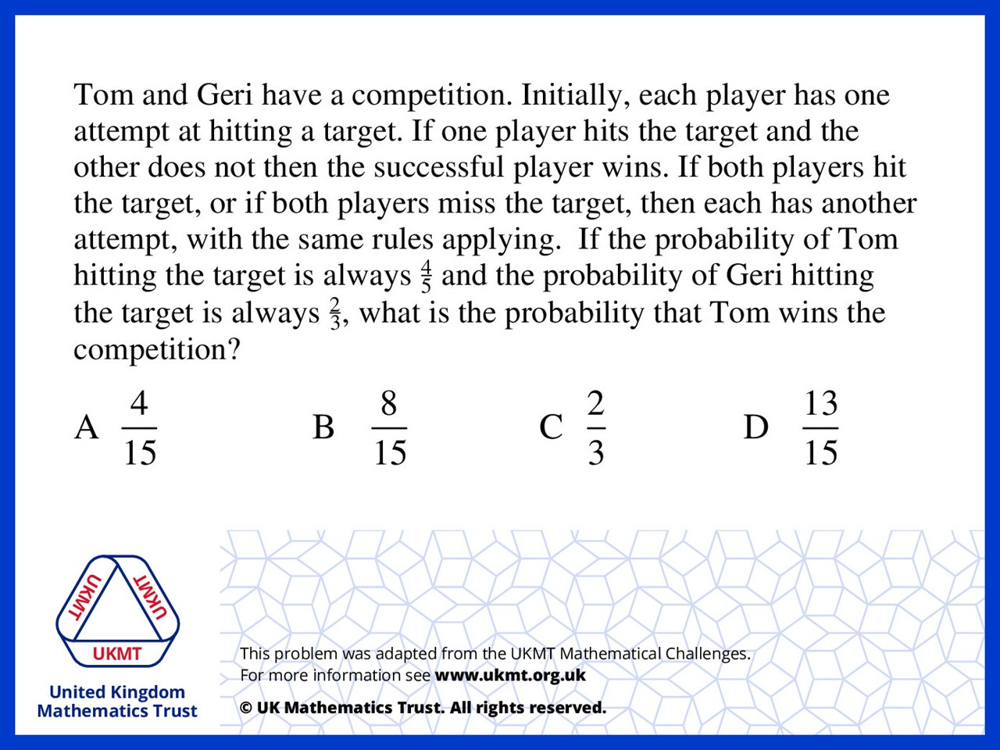 Tom and Geri have a competition. Initially, each player has one
attempt at hitting a target. If one player hits the target and the
other does not then the successful player wins. If both players hit
the target, or if both players miss the target, then each has another
attempt, with the same rules applying.  If the probability of Tom
hitting the target is always 4/5 and the probability of Geri hitting
the target is always 2/3, what is the probability that Tom wins the
competition?
A 4/15 B 8/15 C 2/3 D 13/15
UKMT UKMT
UKMT
United Kingdom
Mathematics Trust
This problem was adapted from the UKMT Mathematical Challenges.
For more information see www.ukmt.org.uk
© UK Mathematics Trust. All rights reserved.